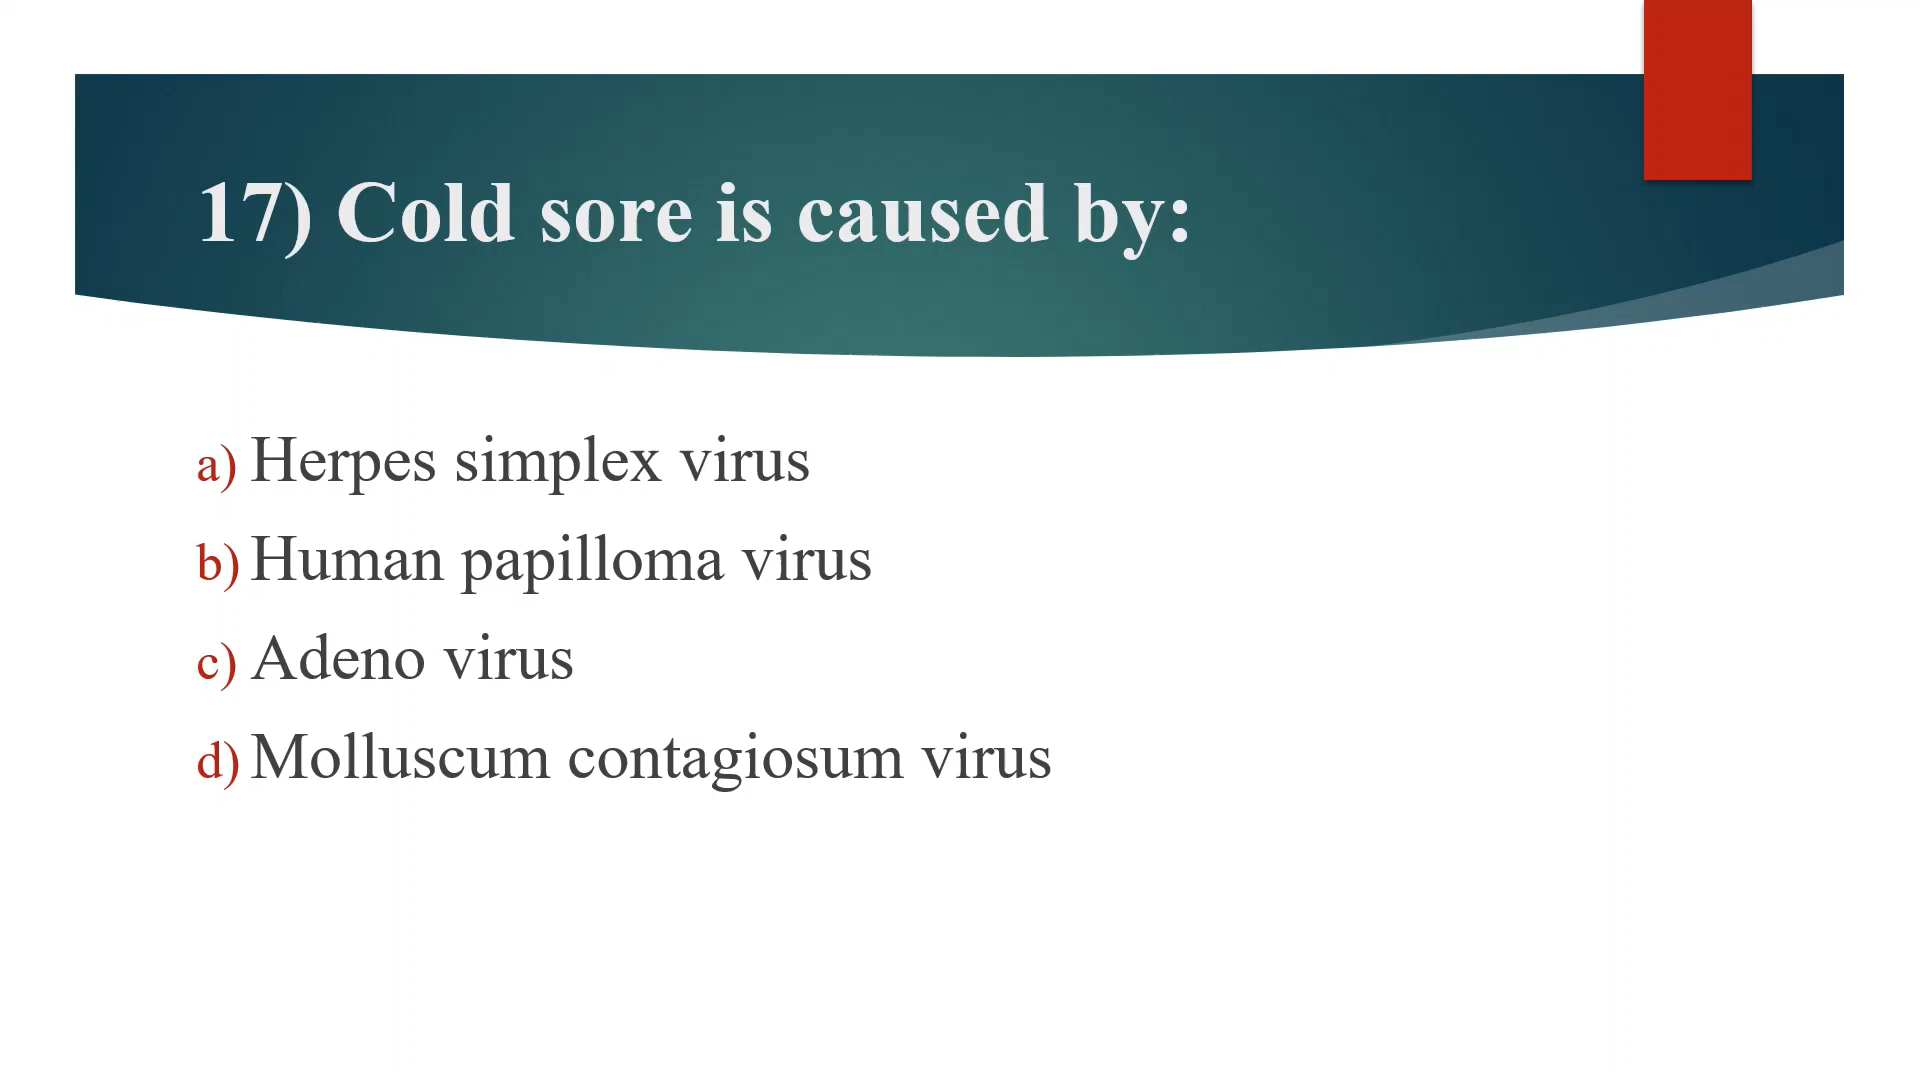 17) Cold sore is caused by:
a) Herpes simplex virus
b) Human papilloma virus
c) Adeno virus
d) Molluscum contagiosum virus